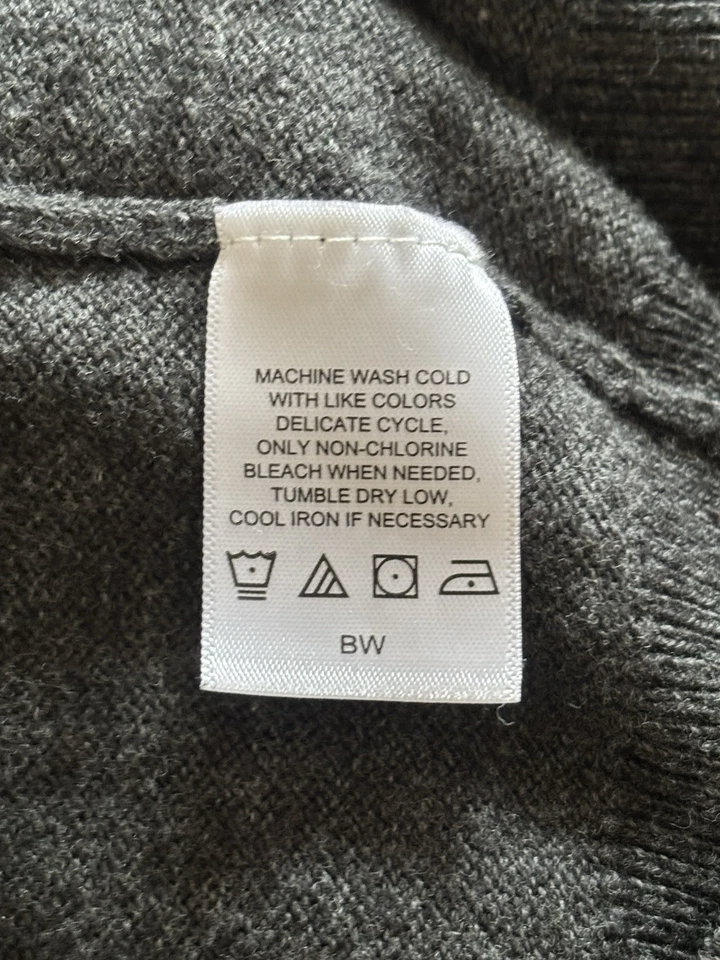 MACHINE WASH COLD
WITH LIKE COLORS
DELICATE CYCLE,
ONLY NON-CHLORINE
BLEACH WHEN NEEDED,
TUMBLE DRY LOW,
COOL IRON IF NECESSARY
BW